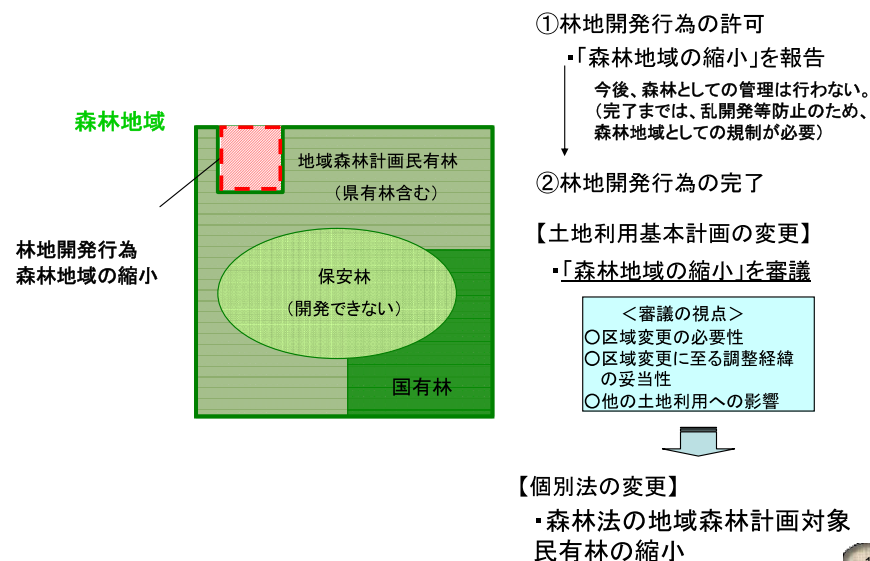 森林地域
林地開発行為
森林地域の縮小
地域森林計画民有林
（県有林含む）
保安林
（開発できない）
国有林
①林地開発行為の許可
・「森林地域の縮小」を報告
今後、森林としての管理は行わない。
（完了までは、乱開発等防止のため、
森林地域としての規制が必要）
②林地開発行為の完了
【土地利用基本計画の変更】
・「森林地域の縮小」を審議
＜審議の視点＞
○区域変更の必要性
○区域変更に至る調整経緯
の妥当性
○他の土地利用への影響
【個別法の変更】
・森林法の地域森林計画対象
民有林の縮小